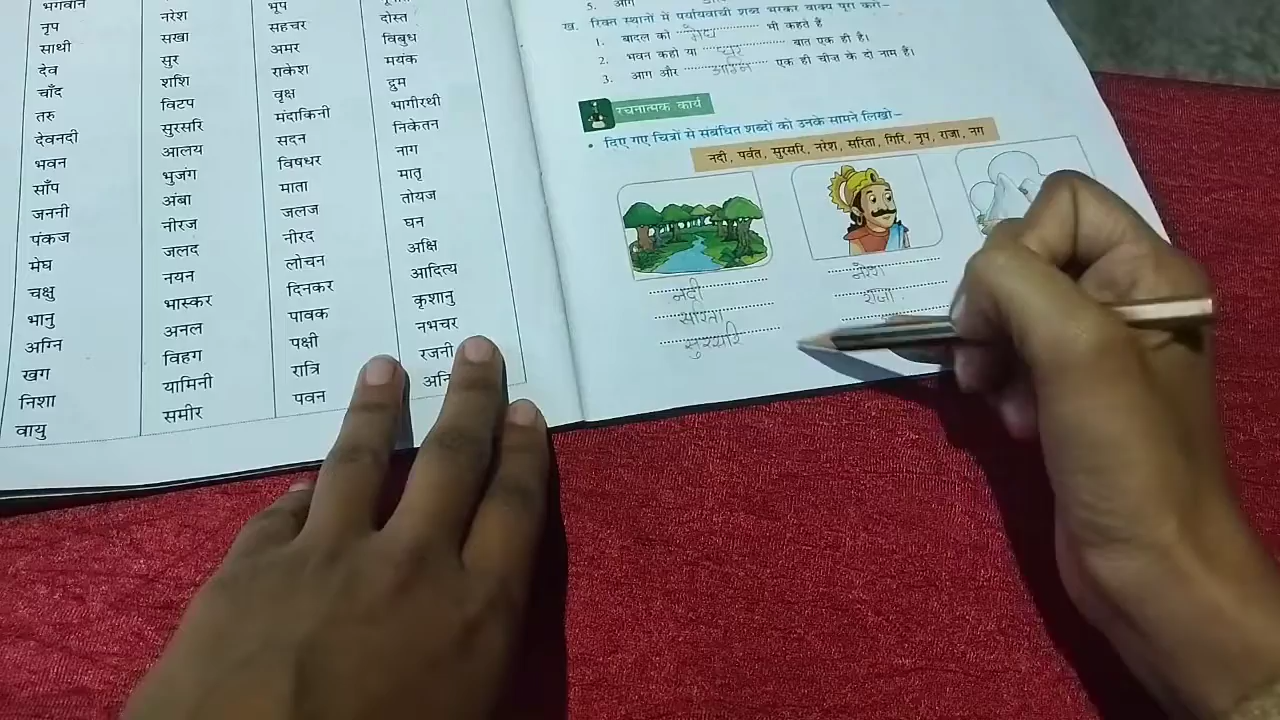 भगवान
नृप नरेश भूप
साथी सखा सहचर दोस्त
देव सुर अमर विबुध
चाँद शशि राकेश मयंक
तरु विटप वृक्ष द्रुम
देवनदी सुरसरि मंदाकिनी भागीरथी
भवन आलय सदन निकेतन
साँप भुजंग विषधर नाग
जननी अंबा माता मातृ
पंकज नीरज जलज तोयज
मेघ जलद नीरद घन
चक्षु नयन लोचन अक्षि
भानु भास्कर दिनकर आदित्य
अग्नि अनल पावक कृशानु
खग विहग पक्षी नभचर
निशा यामिनी रात्रि रजनी
वायु समीर पवन
5. आग
ख. रिक्त स्थानों में पर्यायवाची शब्द भरकर वाक्य पूरा करो–
1. बादल को मेघ भी कहते हैं
2. भवन कहो या घर बात एक ही है।
3. आग और अग्नि एक ही चीज के दो नाम हैं।
रचनात्मक कार्य
• दिए गए चित्रों से संबंधित शब्दों को उनके सामने लिखो–
नदी, पर्वत, सुरसरि, नरेश, सरिता, गिरि, नृप, राजा, नग
नदी नरेश
सरिता राजा
सुरसरि